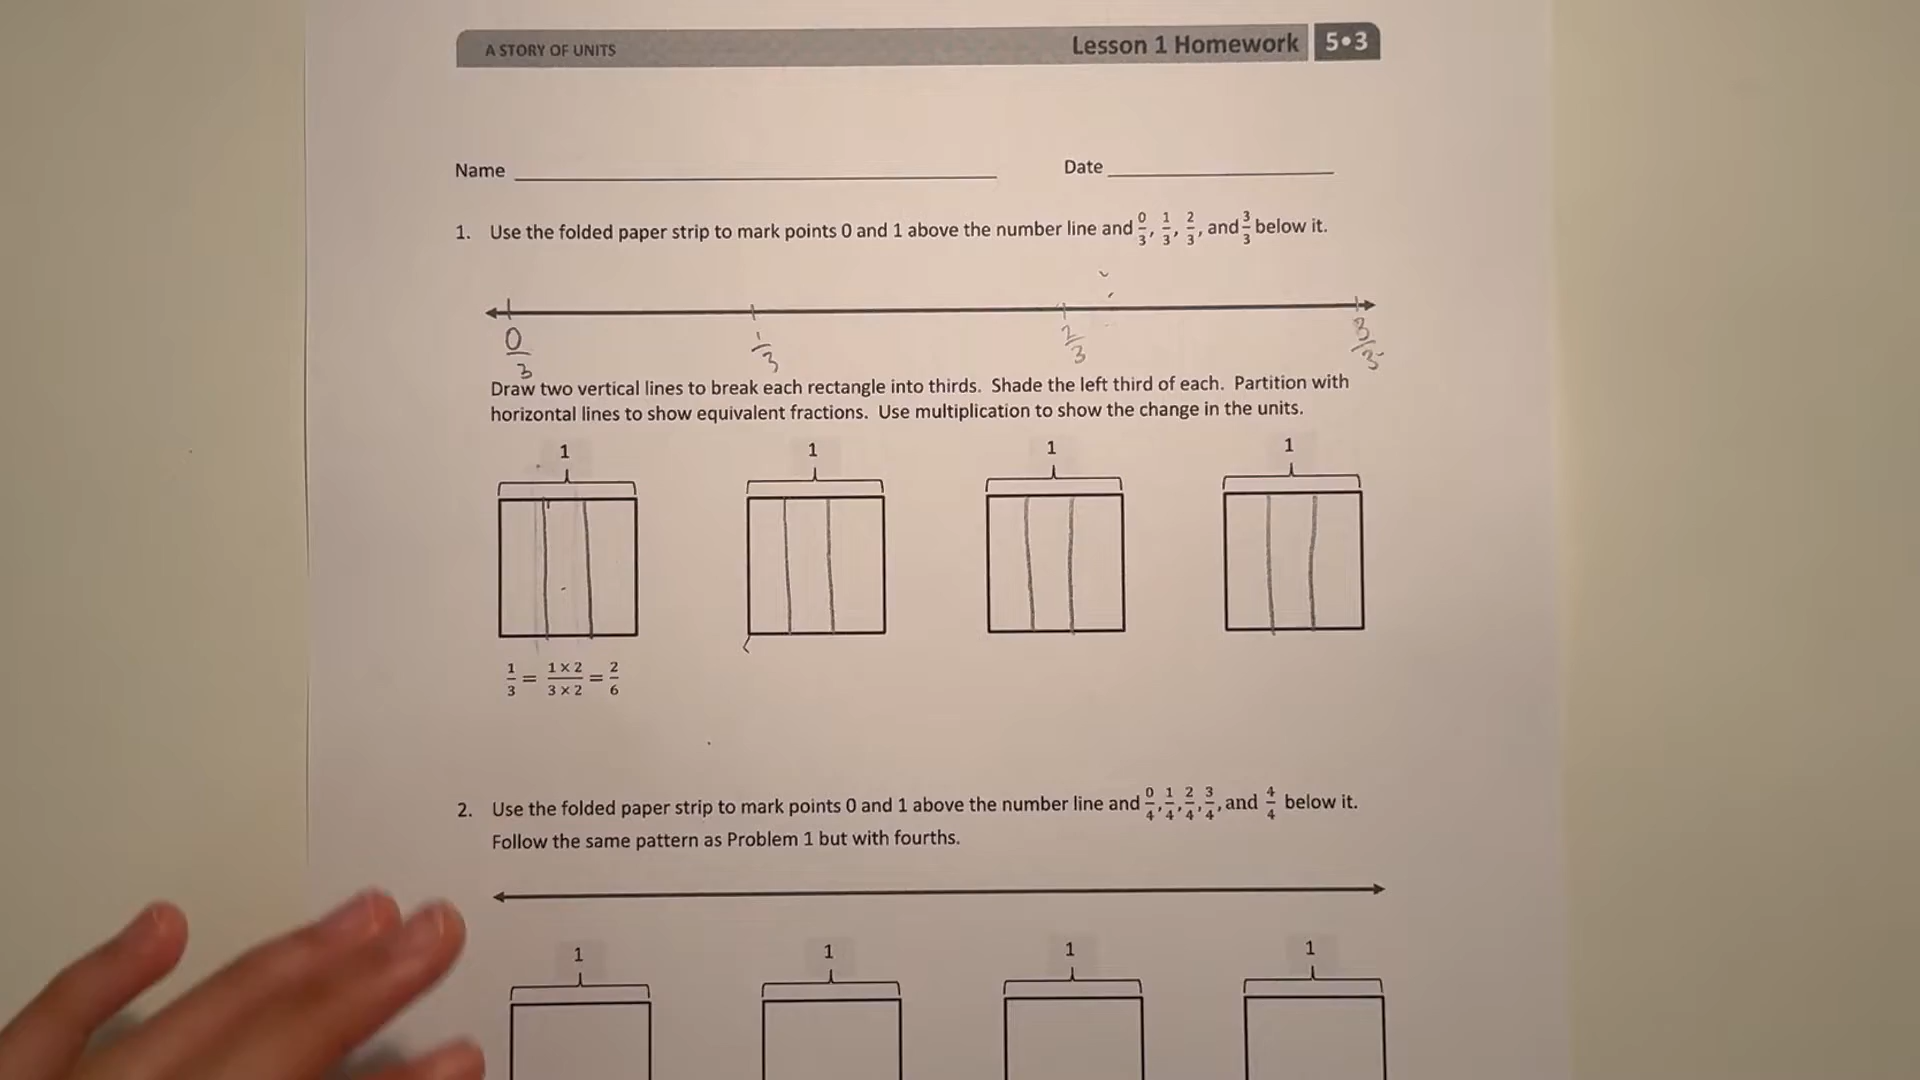 A STORY OF UNITS
Lesson 1 Homework 5•3
Name
Date
1. Use the folded paper strip to mark points 0 and 1 above the number line and 0/3, 1/3, 2/3, and 3/3 below it.
0/3 1/3 2/3 3/3
Draw two vertical lines to break each rectangle into thirds. Shade the left third of each. Partition with
horizontal lines to show equivalent fractions. Use multiplication to show the change in the units.
1 1 1 1
1/3 = 1 x 2/3 x 2 = 2/6
2. Use the folded paper strip to mark points 0 and 1 above the number line and 0/4, 1/4, 2/4, 3/4, and 4/4 below it.
Follow the same pattern as Problem 1 but with fourths.
1 1 1 1